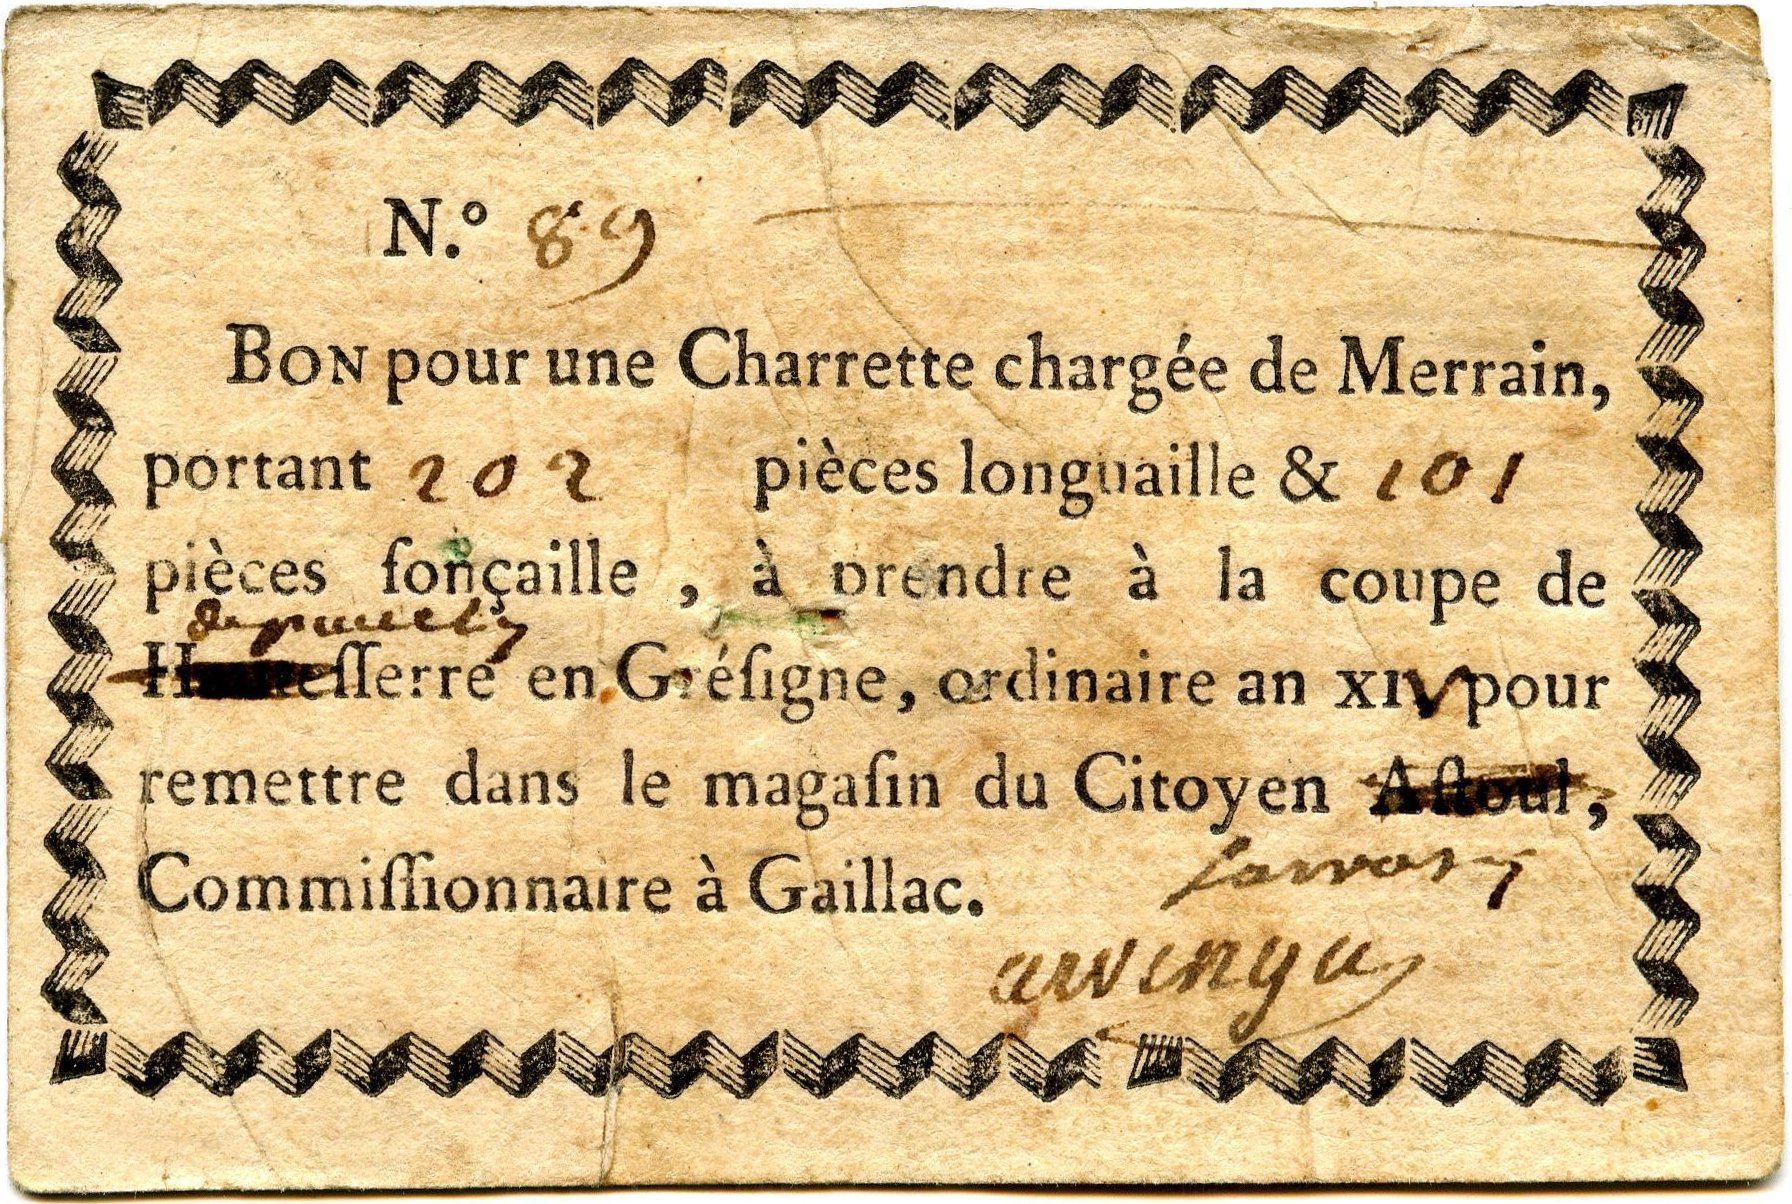 N.º 89
BON pour une Charrette chargée de Merrain,
portant 202 pièces longuaille & 101
pièces fonçaille, à prendre à la coupe de
Hautesſerre en Gréſigne, ordinaire an XIV pour
remettre dans le magaſin du Citoyen Aſtoul,
Commiſſionnaire à Gaillac.
arvengu